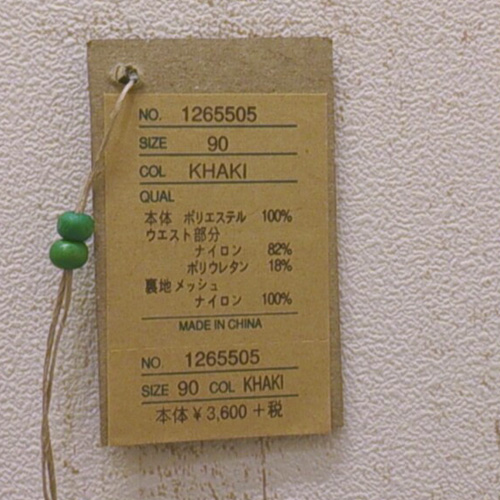 NO. 1265505
SIZE 90
COL KHAKI
QUAL
本体 ポリエステル 100%
ウエスト部分
ナイロン 82%
ポリウレタン 18%
裏地メッシュ
ナイロン 100%
MADE IN CHINA
NO. 1265505
SIZE 90 COL KHAKI
本体¥3,600+税